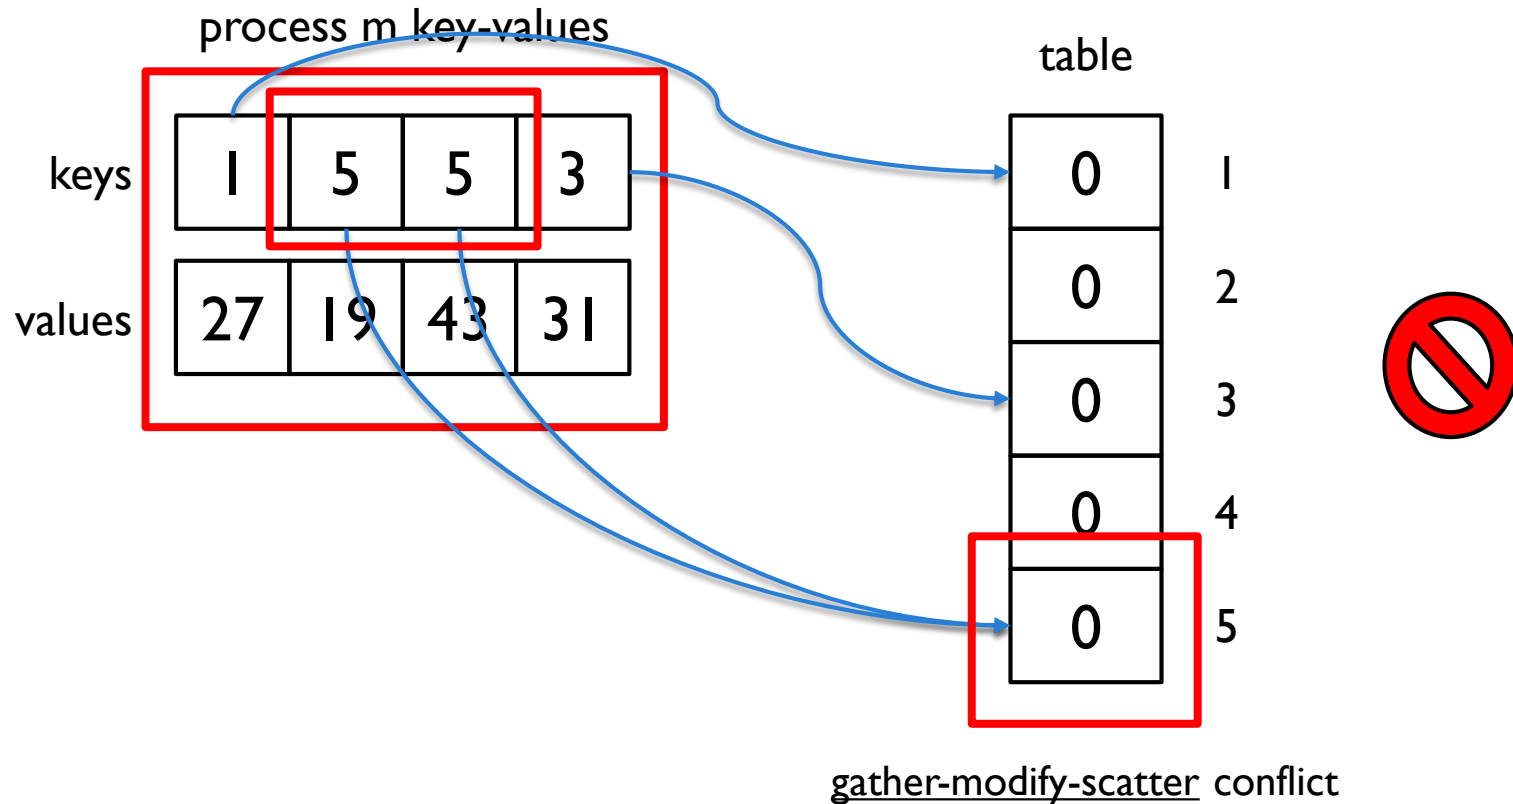 process m key-values
table
keys 1 5 5 3
values 27 19 43 31
0 1
0 2
0 3
0 4
0 5
gather-modify-scatter conflict